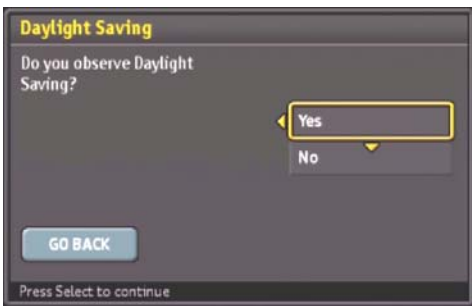 Daylight Saving
Do you observe Daylight
Saving?
Yes
No
GO BACK
Press Select to continue